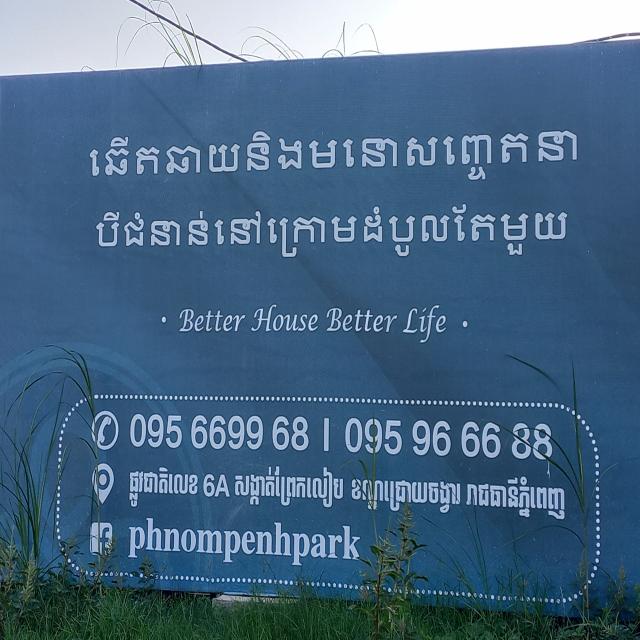 ឆើតឆាយនិងមនោសញ្ចេតនា
បីជំនាន់នៅក្រោមដំបូលតែមួយ
· Better House Better Life ·
095 6699 68 | 095 96 66 88
ផ្លូវជាតិលេខ 6A សង្កាត់ព្រែកលៀប ខណ្ឌជ្រោយចង្វារ រាជធានីភ្នំពេញ
phnompenhpark